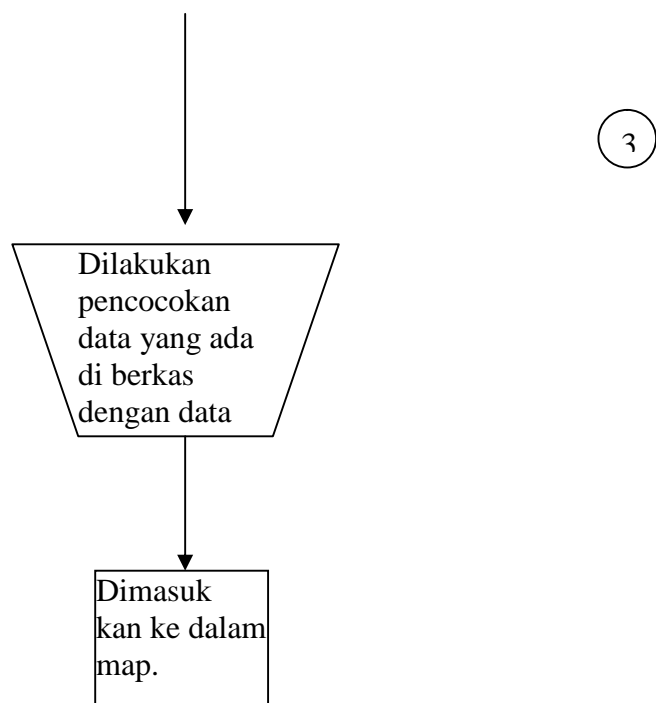 3
Dilakukan
pencocokan
data yang ada
di berkas
dengan data
Dimasuk
kan ke dalam
map.